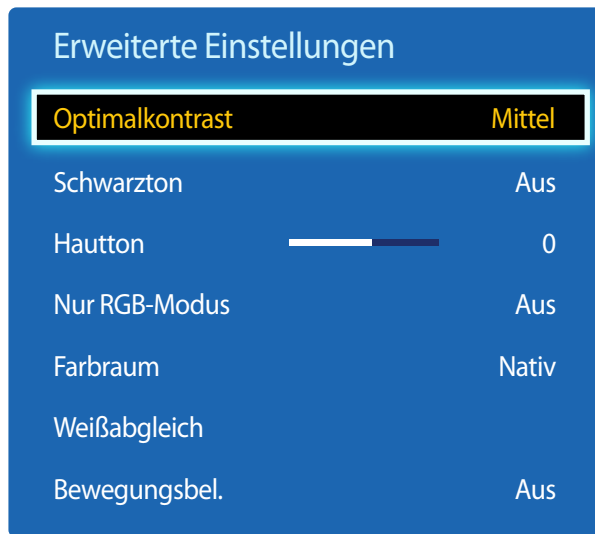 Erweiterte Einstellungen
Optimalkontrast Mittel
Schwarzton Aus
Hautton 0
Nur RGB-Modus Aus
Farbraum Nativ
Weißabgleich
Bewegungsbel. Aus